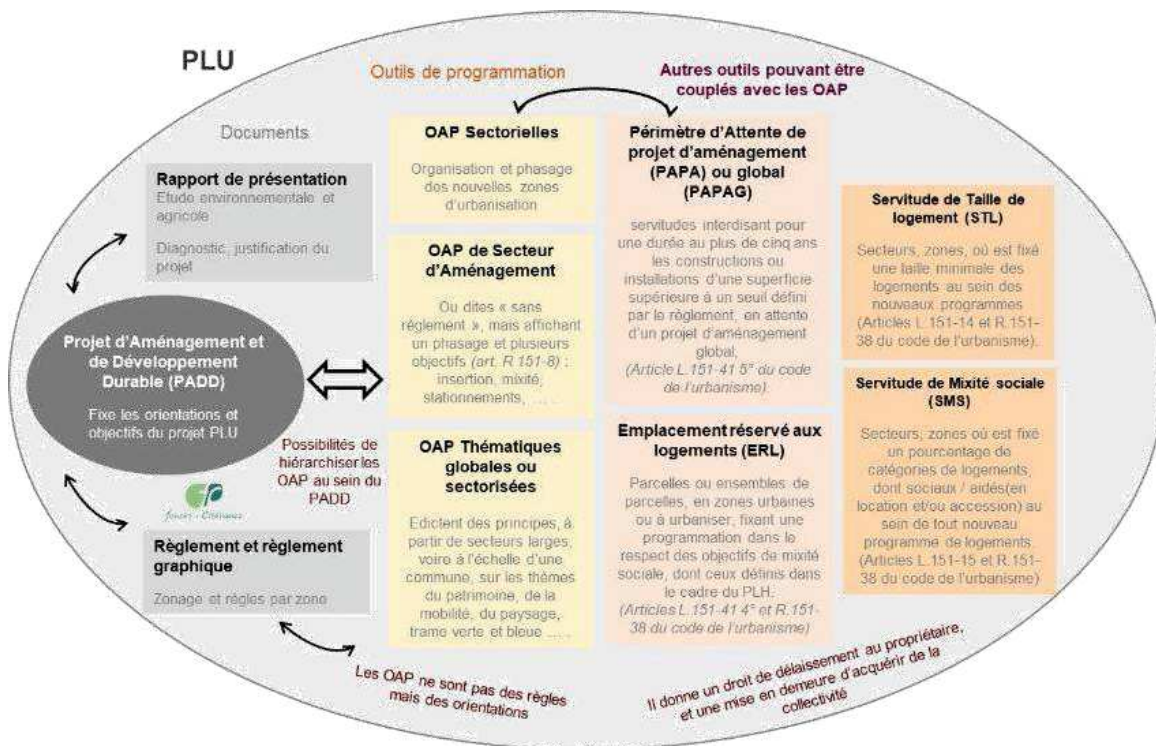 PLU
Outils de programmation
Autres outils pouvant être
couplés avec les OAP
Documents
Rapport de présentation
Etude environnementale et
agricole
Diagnostic, justification du
projet
Projet d'Aménagement et
de Développement
Durable (PADD)
Fixe les orientations et
objectifs du projet PLU
Possibilités de
hiérarchiser les
OAP au sein du
PADD
Règlement et règlement
graphique
Zonage et règles par zone
Les OAP ne sont pas des règles
mais des orientations
OAP Sectorielles
Organisation et phasage
des nouvelles zones
d'urbanisation
OAP de Secteur
d'Aménagement
Ou dites « sans
règlement », mais affichant
un phasage et plusieurs
objectifs (art. R 151-8) :
insertion, mixité,
stationnements, … .
OAP Thématiques
globales ou
sectorisées
Edictent des principes, à
partir de secteurs larges,
voire à l'échelle d'une
commune, sur les thèmes
du patrimoine, de la
mobilité, du paysage,
trame verte et bleue … .
Périmètre d'Attente de
projet d'aménagement
(PAPA) ou global
(PAPAG)
servitudes interdisant pour
une durée au plus de cinq ans
les constructions ou
installations d'une superficie
supérieure à un seuil défini
par le règlement, en attente
d'un projet d'aménagement
global,
(Article L.151-41 5° du code
de l'urbanisme).
Emplacement réservé aux
logements (ERL)
Parcelles ou ensembles de
parcelles, en zones urbaines
ou à urbaniser, fixant une
programmation dans le
respect des objectifs de mixité
sociale, dont ceux définis dans
le cadre du PLH.
(Articles L.151-41 4° et R.151-
38 du code de l'urbanisme)
Il donne un droit de délaissement au propriétaire,
et une mise en demeure d'acquérir de la
collectivité
Servitude de Taille de
logement (STL)
Secteurs, zones, où est fixé
une taille minimale des
logements au sein des
nouveaux programmes
(Articles L.151-14 et R.151-
38 du code de l'urbanisme).
Servitude de Mixité sociale
(SMS)
Secteurs, zones où est fixé
un pourcentage de
catégories de logements,
dont sociaux / aidés(en
location et/ou accession) au
sein de tout nouveau
programme de logements.
(Articles L.151-15 et R.151-
38 du code de l'urbanisme)